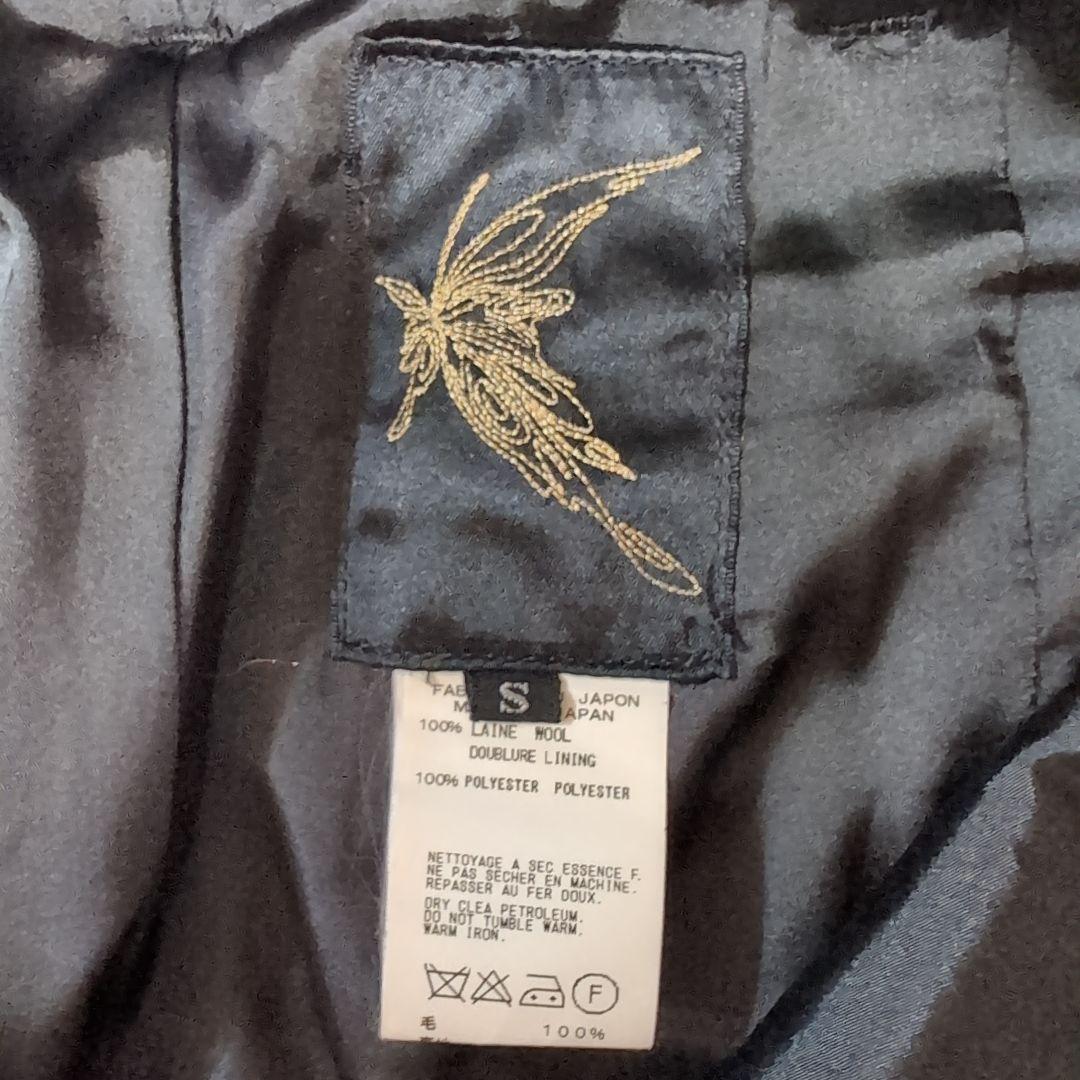 S
FAB JAPON
M APAN
100% LAINE WOOL
DOUBLURE LINING
100% POLYESTER POLYESTER
NETTOYAGE A SEC ESSENCE F.
NE PAS SECHER EN MACHINE.
REPASSER AU FER DOUX.
DRY CLEA PETROLEUM.
DO NOT TUMBLE WARM.
WARM IRON.
F
毛 100%